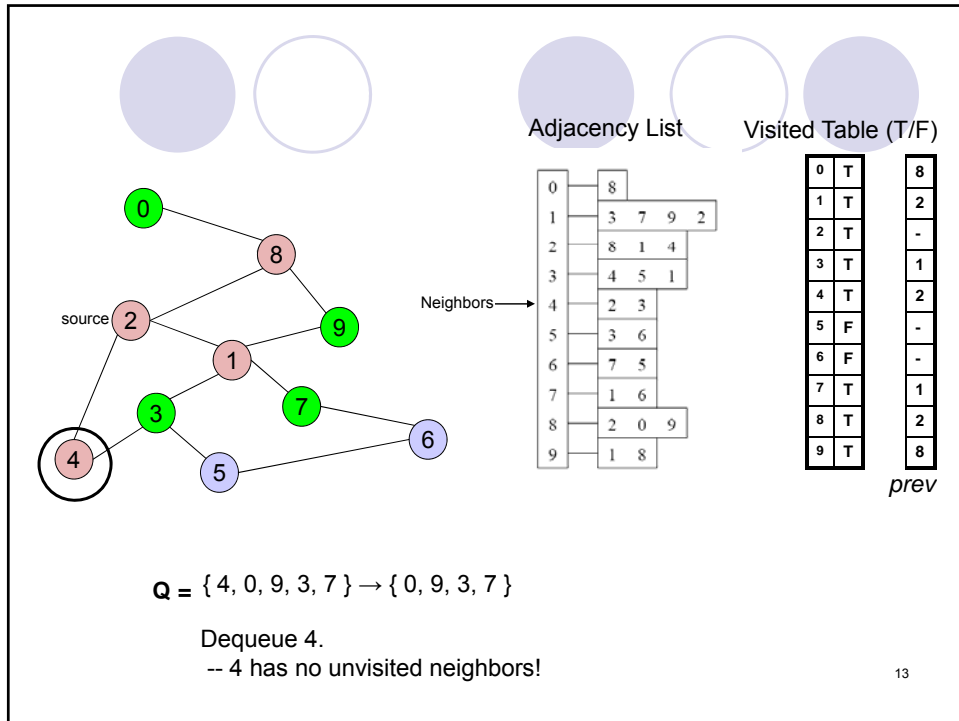 Adjacency List
Visited Table (T/F)
0
8
source 2
9
1
3
7
6
4
5
Neighbors
0 8
1 3 7 9 2
2 8 1 4
3 4 5 1
4 2 3
5 3 6
6 7 5
7 1 6
8 2 0 9
9 1 8
0 T 8
1 T 2
2 T -
3 T 1
4 T 2
5 F -
6 F -
7 T 1
8 T 2
9 T 8
prev
Q = { 4, 0, 9, 3, 7 } → { 0, 9, 3, 7 }
Dequeue 4.
-- 4 has no unvisited neighbors!
13